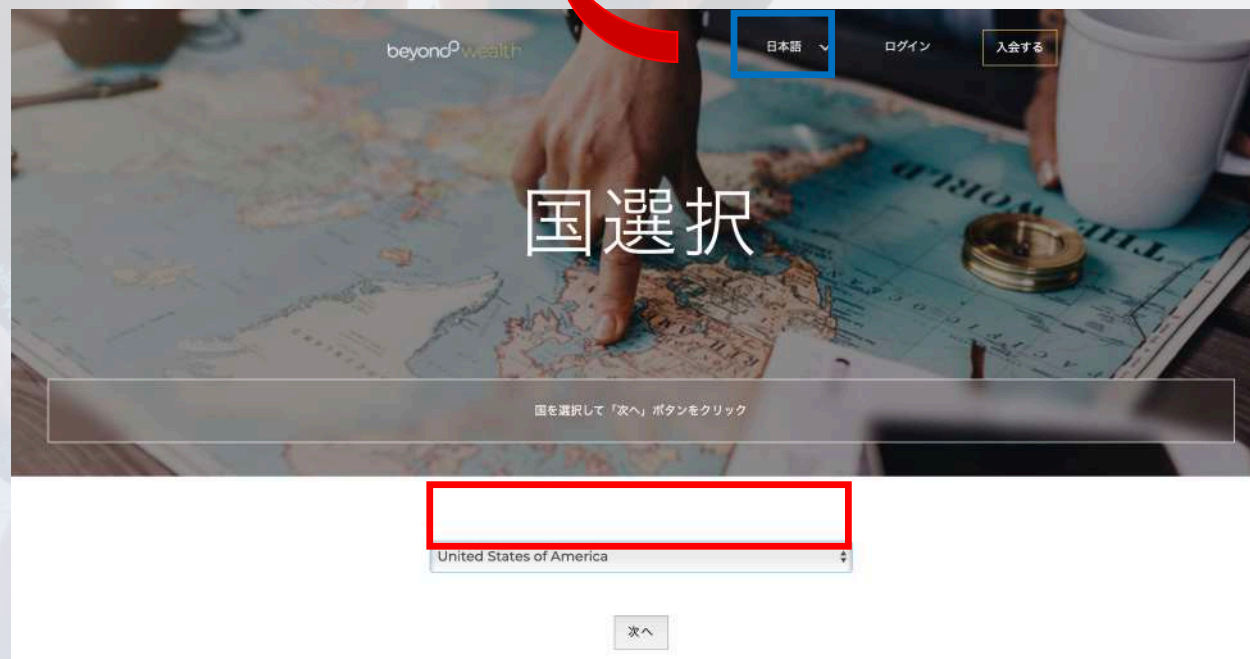 beyond wealth
日本語
ログイン
入会する
THE WORLD
国選択
国を選択して「次へ」ボタンをクリック
United States of America
次へ